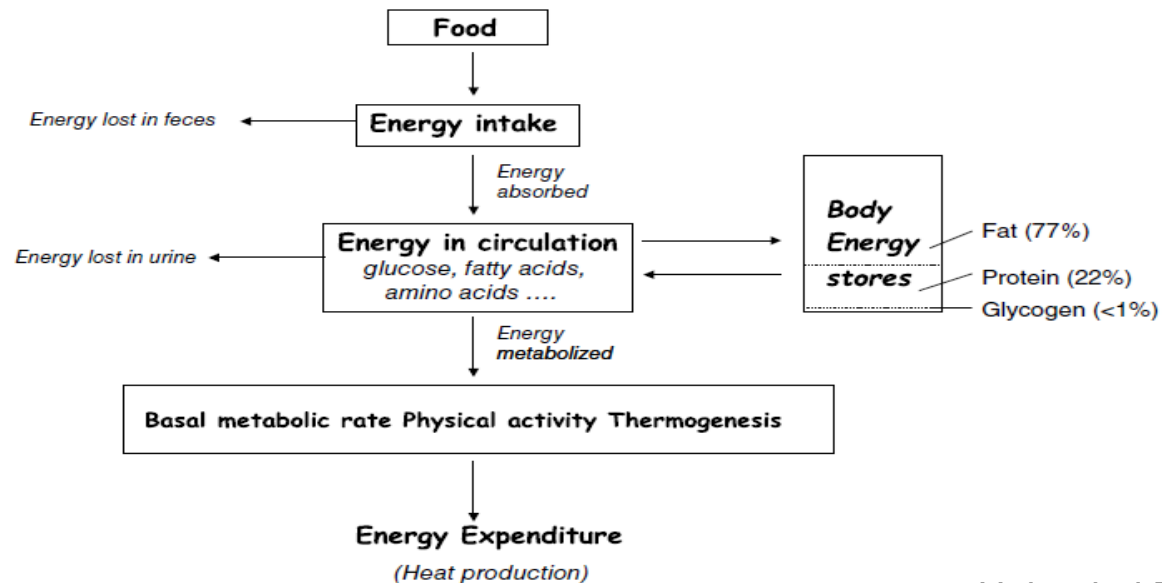 Food
Energy lost in feces
Energy intake
Energy
absorbed
Energy lost in urine
Energy in circulation
glucose, fatty acids,
amino acids ....
Body
Energy
stores
Fat (77%)
Protein (22%)
Glycogen (<1%)
Energy
metabolized
Basal metabolic rate Physical activity Thermogenesis
Energy Expenditure
(Heat production)